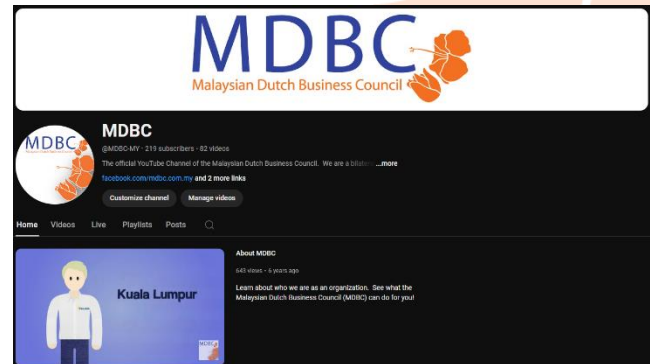 MDBC
Malaysian Dutch Business Council
MDBC
MDBC
@MDBC-MY · 219 subscribers · 82 videos
The official YouTube Channel of the Malaysian Dutch Business Council. We are a bilateral ...more
facebook.com/mdbc.com.my and 2 more links
Customize channel
Manage videos
Home Videos Live Playlists Posts
Kuala Lumpur
MDBC
About MDBC
643 views · 6 years ago
Learn about who we are as an organization. See what the
Malaysian Dutch Business Council (MDBC) can do for you!